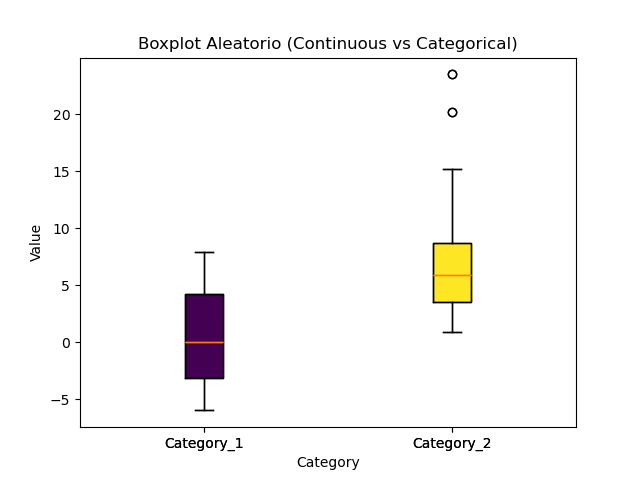 Boxplot Aleatorio (Continuous vs Categorical)
20
15
10
5
0
−5
Value
Category_1
Category_2
Category